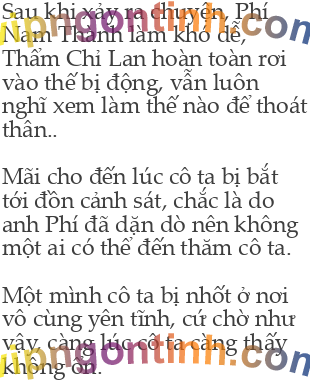 Sau khi xảy ra chuyện, Phí
Nam Thành làm khó dễ,
Thẩm Chỉ Lan hoàn toàn rơi
vào thế bị động, vẫn luôn
nghĩ xem làm thế nào để thoát
thân..
Mãi cho đến lúc cô ta bị bắt
tới đồn cảnh sát, chắc là do
anh Phí đã dặn dò nên không
một ai có thể đến thăm cô ta.
Một mình cô ta bị nhốt ở nơi
vô cùng yên tĩnh, cứ chờ như
vậy, càng lúc cô ta càng thấy
không ổn.
vipngontinh.com
vipngontinh.com